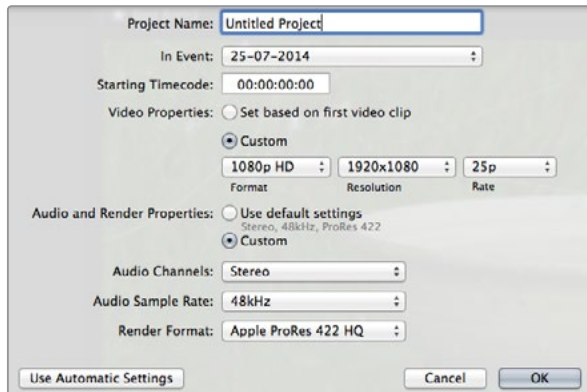 Project Name: Untitled Project
In Event: 25-07-2014
Starting Timecode: 00:00:00:00
Video Properties: Set based on first video clip
Custom
1080p HD 1920x1080 25p
Format Resolution Rate
Audio and Render Properties: Use default settings
Stereo, 48kHz, ProRes 422
Custom
Audio Channels: Stereo
Audio Sample Rate: 48kHz
Render Format: Apple ProRes 422 HQ
Use Automatic Settings Cancel OK